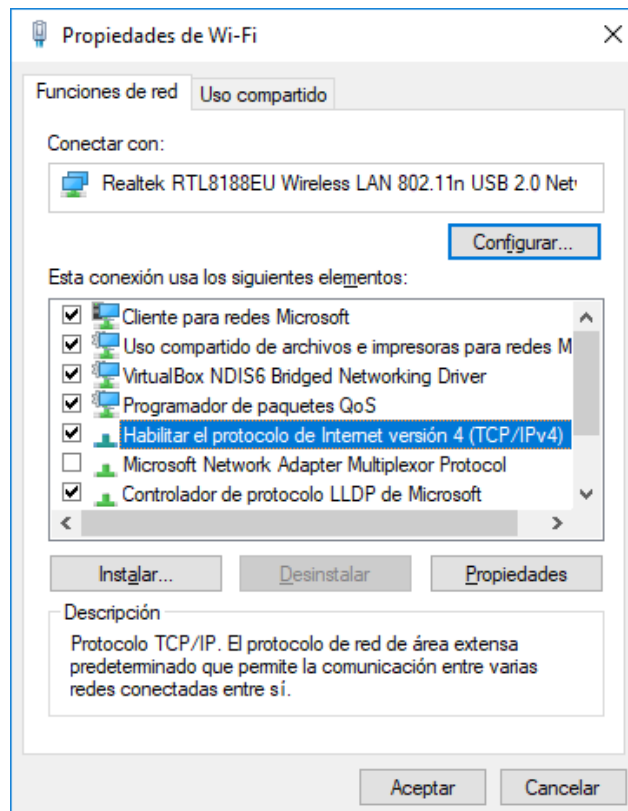 Propiedades de Wi-Fi
Funciones de red
Uso compartido
Conectar con:
Realtek RTL8188EU Wireless LAN 802.11n USB 2.0 Net
Configurar...
Esta conexión usa los siguientes elementos:
Cliente para redes Microsoft
Uso compartido de archivos e impresoras para redes M
VirtualBox NDIS6 Bridged Networking Driver
Programador de paquetes QoS
Habilitar el protocolo de Internet versión 4 (TCP/IPv4)
Microsoft Network Adapter Multiplexor Protocol
Controlador de protocolo LLDP de Microsoft
Instalar...
Desinstalar
Propiedades
Descripción
Protocolo TCP/IP. El protocolo de red de área extensa
predeterminado que permite la comunicación entre varias
redes conectadas entre sí.
Aceptar
Cancelar